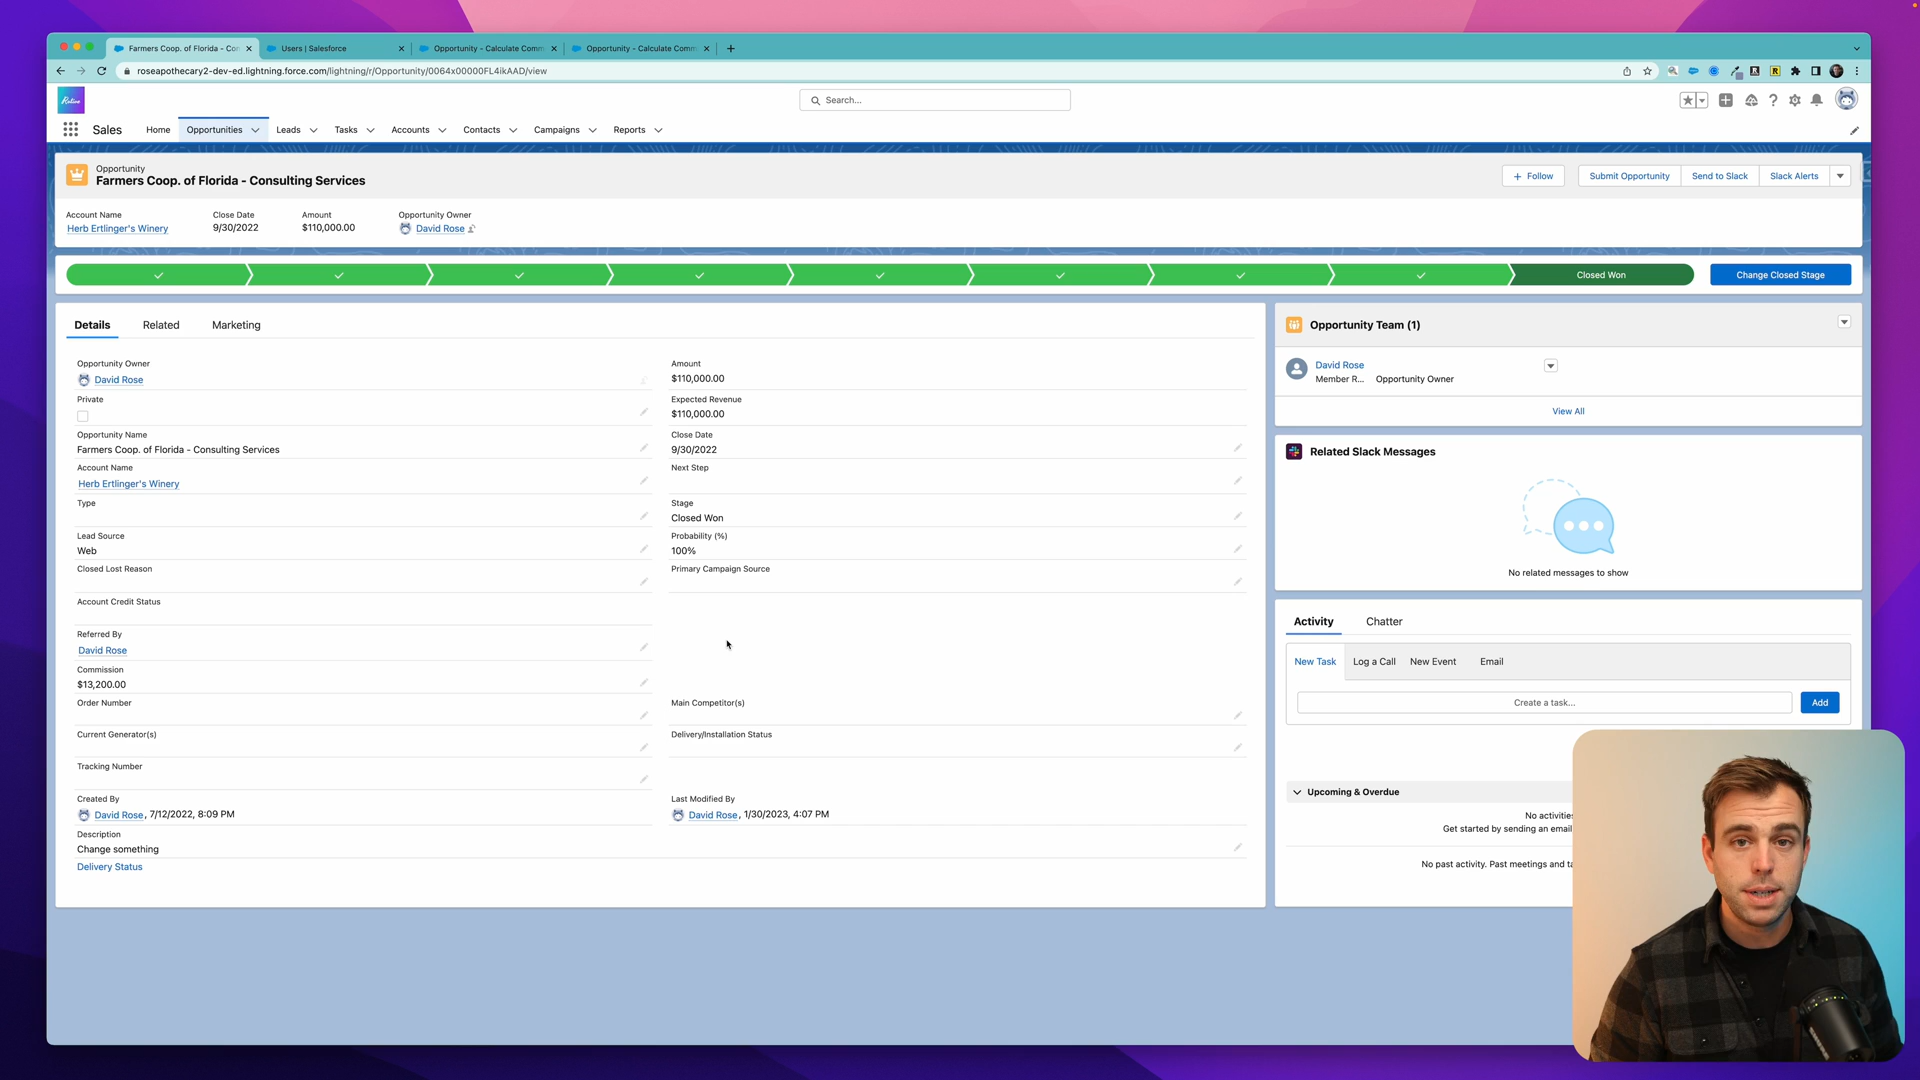 Farmers Coop. of Florida - Con
Users | Salesforce
Opportunity - Calculate Comm
Opportunity - Calculate Comm
roseapothecary2-dev-ed.lightning.force.com/lightning/r/Opportunity/0064x00000FL4ikAAD/view
Search...
Sales
Home
Opportunities
Leads
Tasks
Accounts
Contacts
Campaigns
Reports
Opportunity
Farmers Coop. of Florida - Consulting Services
+ Follow
Submit Opportunity
Send to Slack
Slack Alerts
Account Name
Herb Ertlinger's Winery
Close Date
9/30/2022
Amount
$110,000.00
Opportunity Owner
David Rose
Closed Won
Change Closed Stage
Details
Related
Marketing
Opportunity Owner
David Rose
Private
Opportunity Name
Farmers Coop. of Florida - Consulting Services
Account Name
Herb Ertlinger's Winery
Type
Lead Source
Web
Closed Lost Reason
Account Credit Status
Referred By
David Rose
Commission
$13,200.00
Order Number
Current Generator(s)
Tracking Number
Created By
David Rose, 7/12/2022, 8:09 PM
Description
Change something
Delivery Status
Amount
$110,000.00
Expected Revenue
$110,000.00
Close Date
9/30/2022
Next Step
Stage
Closed Won
Probability (%)
100%
Primary Campaign Source
Main Competitor(s)
Delivery/Installation Status
Last Modified By
David Rose, 1/30/2023, 4:07 PM
Opportunity Team (1)
David Rose
Member R... Opportunity Owner
View All
Related Slack Messages
No related messages to show
Activity
Chatter
New Task
Log a Call
New Event
Email
Create a task...
Add
Upcoming & Overdue
No activities
Get started by sending an email
No past activity. Past meetings and ta